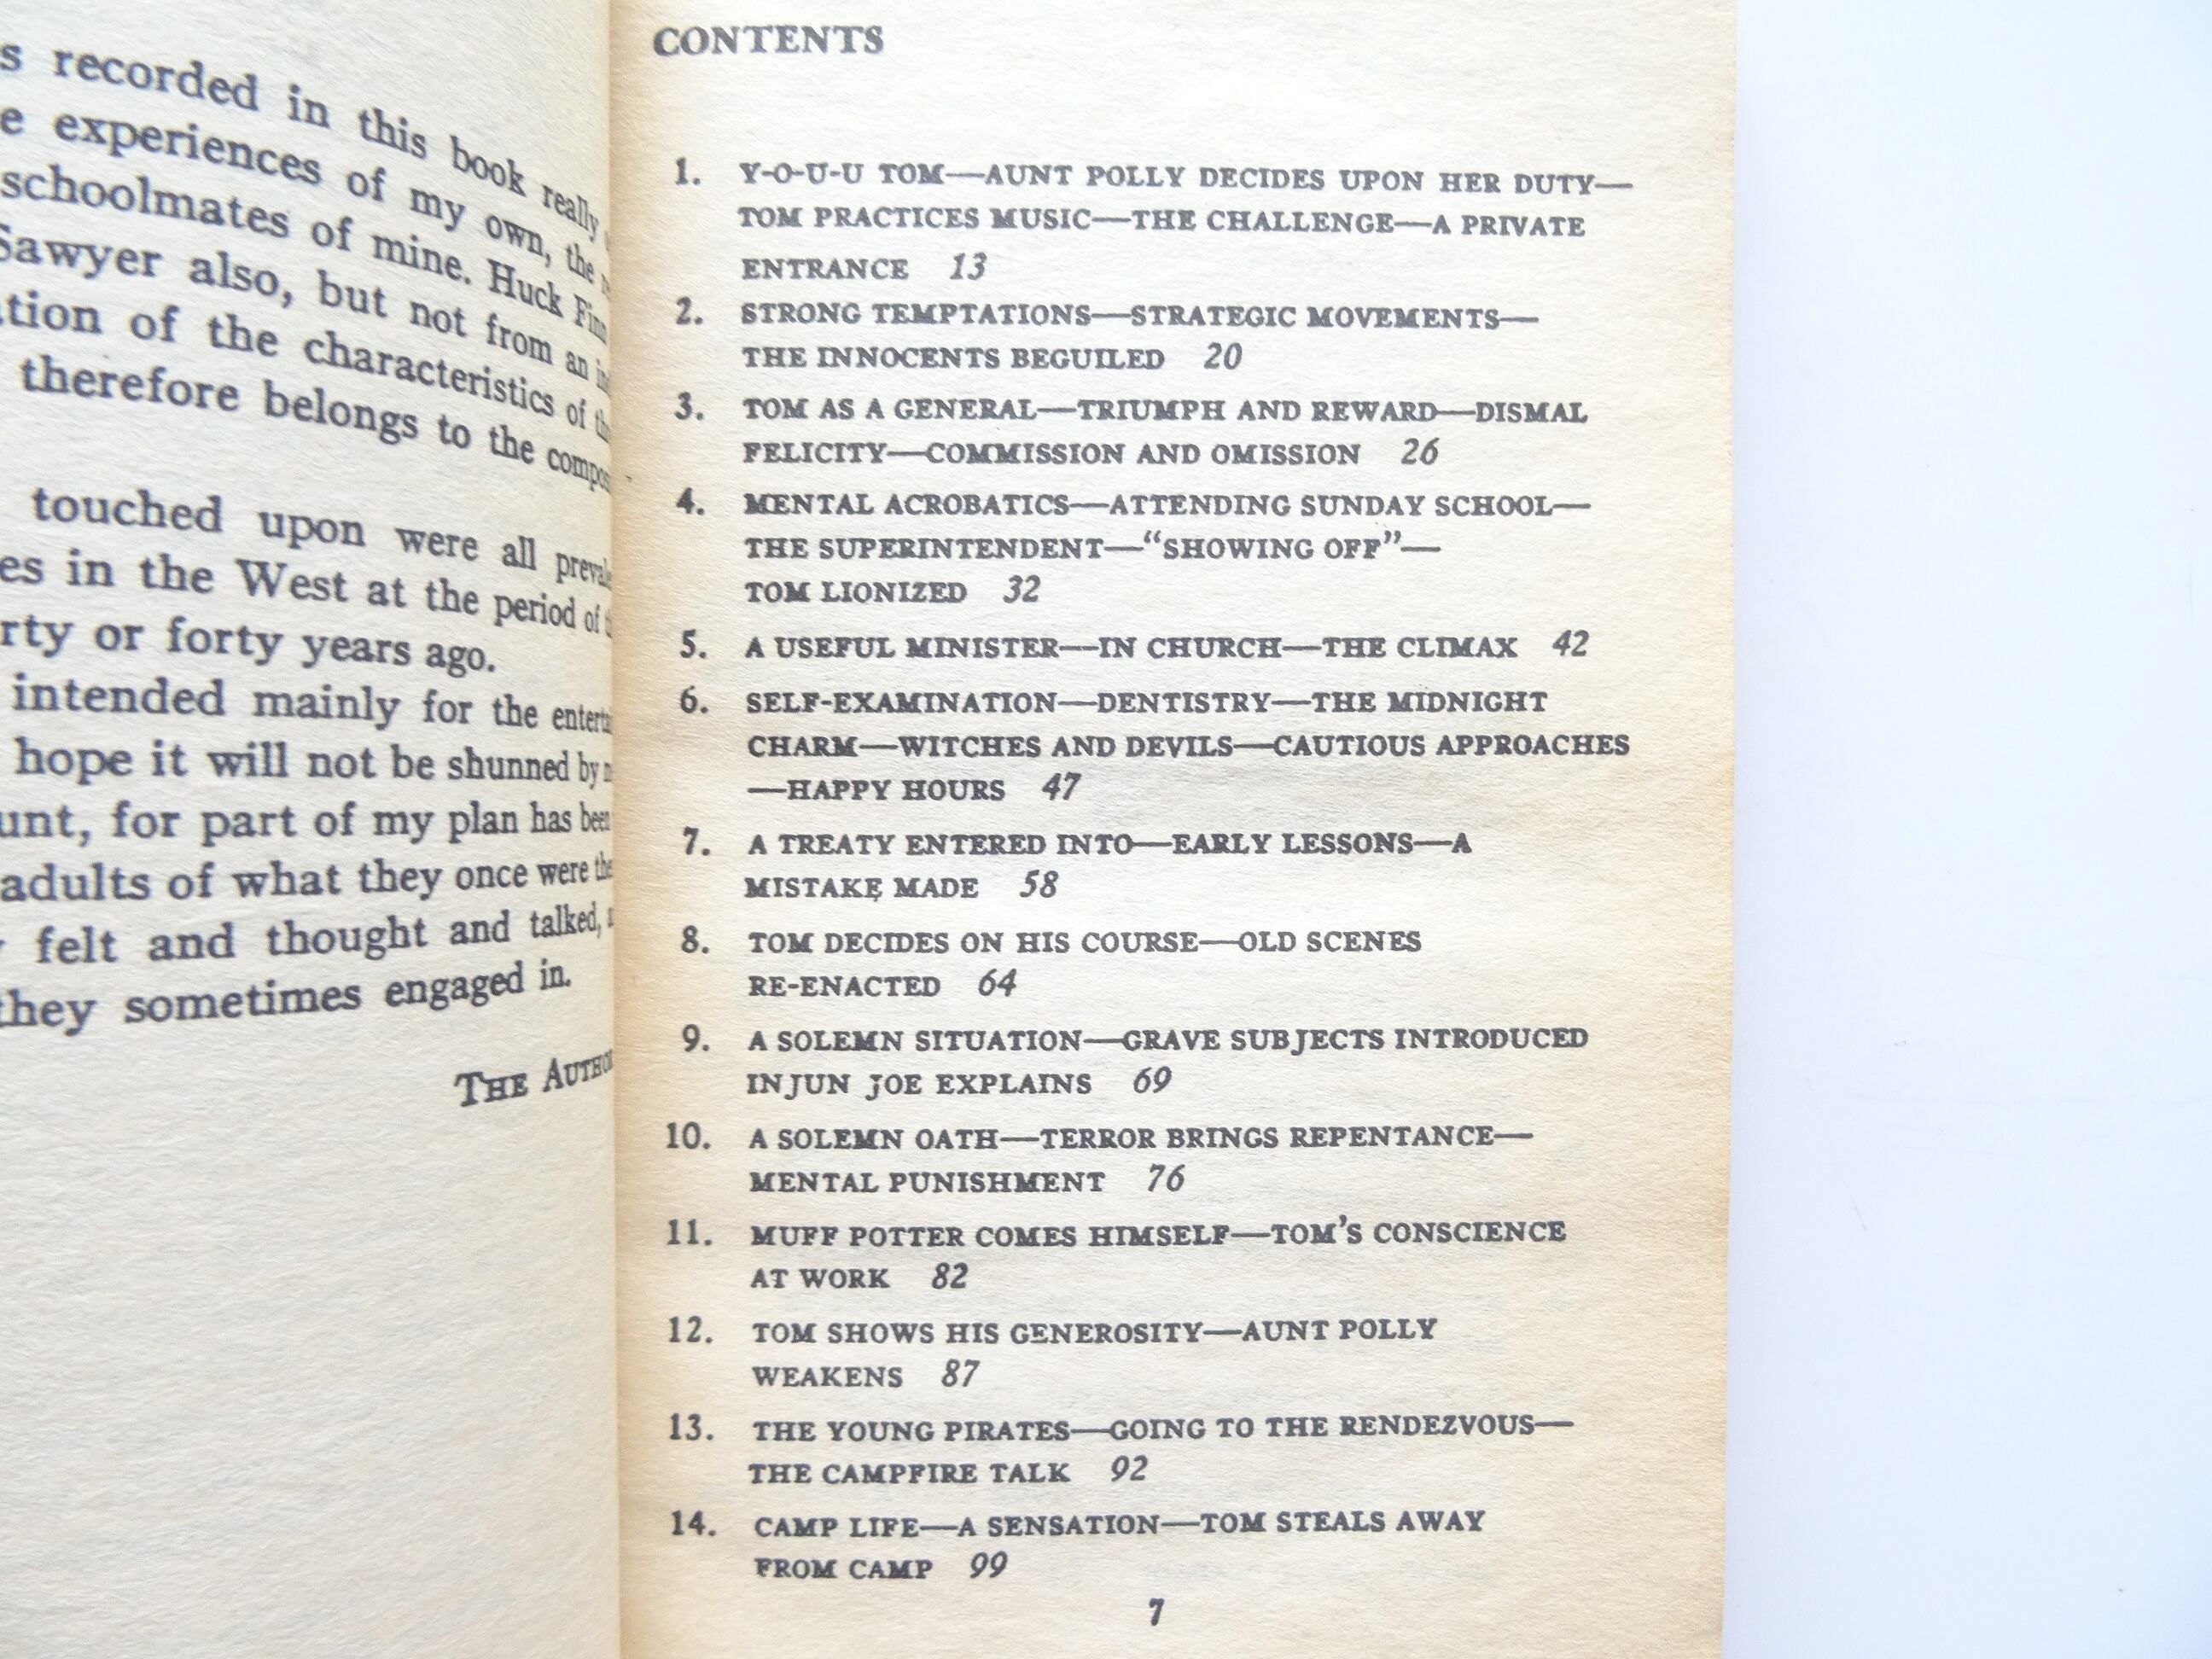 s recorded in this book really
e experiences of my own, the
schoolmates of mine. Huck Finn
Sawyer also, but not from an
tion of the characteristics of
therefore belongs to the
touched upon were all
es in the West at the period of
rty or forty years ago.
intended mainly for the
hope it will not be shunned by
unt, for part of my plan has been
adults of what they once were
felt and thought and talked,
they sometimes engaged in.
THE AUTHO
CONTENTS
1. Y-O-U-U TOM—AUNT POLLY DECIDES UPON HER DUTY—
TOM PRACTICES MUSIC—THE CHALLENGE—A PRIVATE
ENTRANCE 13
2. STRONG TEMPTATIONS—STRATEGIC MOVEMENTS—
THE INNOCENTS BEGUILED 20
3. TOM AS A GENERAL—TRIUMPH AND REWARD—DISMAL
FELICITY—COMMISSION AND OMISSION 26
4. MENTAL ACROBATICS—ATTENDING SUNDAY SCHOOL—
THE SUPERINTENDENT—“SHOWING OFF”—
TOM LIONIZED 32
5. A USEFUL MINISTER—IN CHURCH—THE CLIMAX 42
6. SELF-EXAMINATION—DENTISTRY—THE MIDNIGHT
CHARM—WITCHES AND DEVILS—CAUTIOUS APPROACHES
—HAPPY HOURS 47
7. A TREATY ENTERED INTO—EARLY LESSONS—A
MISTAKE MADE 58
8. TOM DECIDES ON HIS COURSE—OLD SCENES
RE-ENACTED 64
9. A SOLEMN SITUATION—GRAVE SUBJECTS INTRODUCED
INJUN JOE EXPLAINS 69
10. A SOLEMN OATH—TERROR BRINGS REPENTANCE—
MENTAL PUNISHMENT 76
11. MUFF POTTER COMES HIMSELF—TOM'S CONSCIENCE
AT WORK 82
12. TOM SHOWS HIS GENEROSITY—AUNT POLLY
WEAKENS 87
13. THE YOUNG PIRATES—GOING TO THE RENDEZVOUS—
THE CAMPFIRE TALK 92
14. CAMP LIFE—A SENSATION—TOM STEALS AWAY
FROM CAMP 99
7